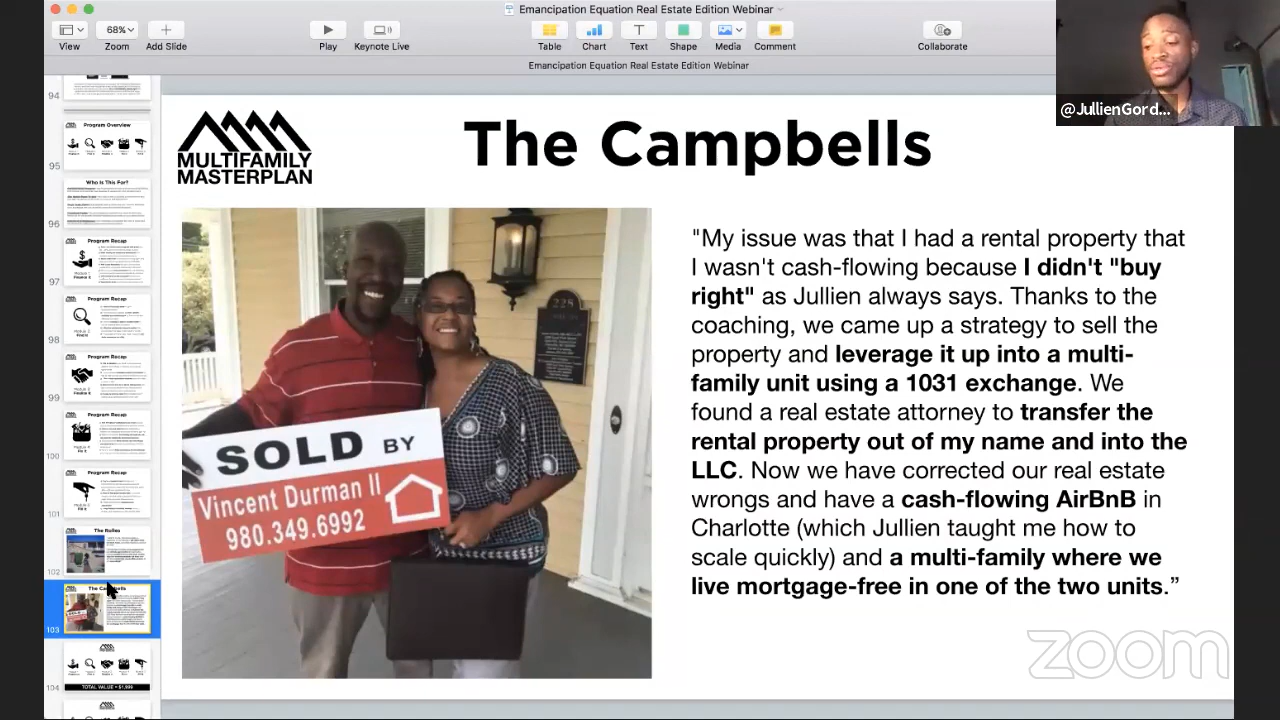 Emancipation Equation Real Estate Edition Webinar
68%
View
Zoom
Add Slide
Play
Keynote Live
Table
Chart
Text
Shape
Media
Comment
Collaborate
Emancipation Equation Real Estate Edition Webinar
@JullienGord...
94
Program Overview
95
Who Is This For?
96
Program Recap
97
Program Recap
98
Program Recap
99
Program Recap
100
Program Recap
101
The Rolles
102
The Campbells
103
104
TOTAL VALUE = $1,999
MULTIFAMILY
MASTERPLAN
The Campbells
SOLD BY
Vincent Durman II
980.349.6992
"My issue was that I had a rental property that
I wasn't cash-flowing because I didn't "buy
right" as Jullien always says. Thanks to the
coaching, we came up a strategy to sell the
property and leverage it up into a multi-
family unit using a 1031 exchange. We
found a real estate attorney to transfer the
rental property out of my name and into the
LLC. Now we have corrected our real estate
wrongs and have a cash-flowing AirBnB in
Charlotte (which Jullien taught me how to
scale quickly) and a multi-family where we
live mortgage-free in one of the two units."
zoom